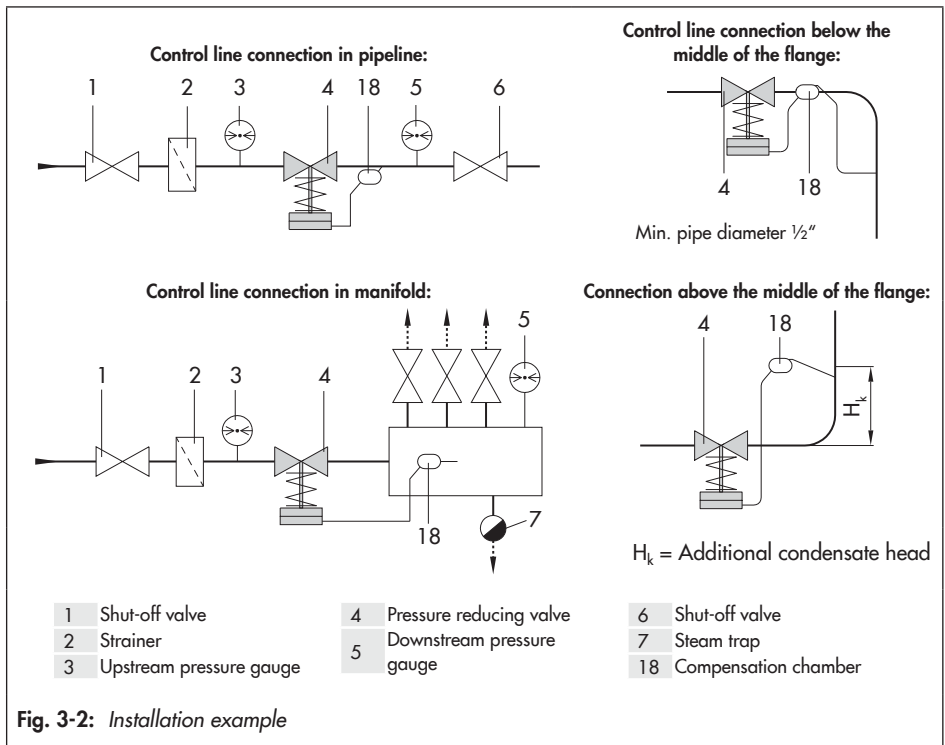 Control line connection in pipeline:
1 2 3 4 18 5 6
Control line connection below the
middle of the flange:
4 18
Min. pipe diameter ½“
Control line connection in manifold:
1 2 3 4 5
18 7
Connection above the middle of the flange:
4 18
Hk
Hk = Additional condensate head
1 Shut-off valve
2 Strainer
3 Upstream pressure gauge
4 Pressure reducing valve
5 Downstream pressure
gauge
6 Shut-off valve
7 Steam trap
18 Compensation chamber
Fig. 3-2: Installation example